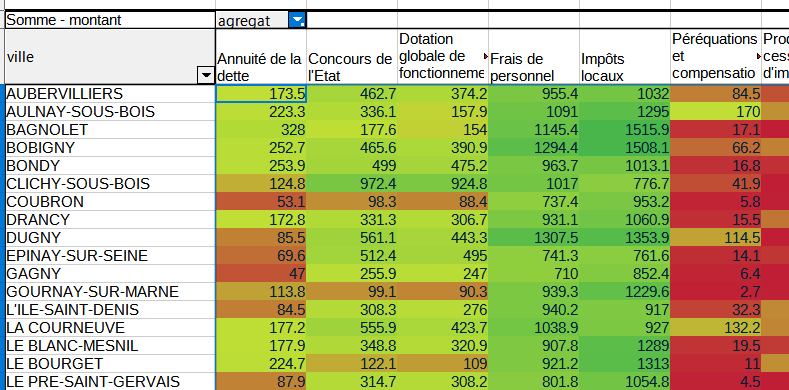 Somme - montant agregat
ville Annuité de la dette Concours de l'Etat Dotation globale de fonctionneme Frais de personnel Impôts locaux Péréquations et compensatio Proc cess d'im
AUBERVILLIERS 173.5 462.7 374.2 955.4 1032 84.5
AULNAY-SOUS-BOIS 223.3 336.1 157.9 1091 1295 170
BAGNOLET 328 177.6 154 1145.4 1515.9 17.1
BOBIGNY 252.7 465.6 390.9 1294.4 1508.1 66.2
BONDY 253.9 499 475.2 963.7 1013.1 16.8
CLICHY-SOUS-BOIS 124.8 972.4 924.8 1017 776.7 41.9
COUBRON 53.1 98.3 88.4 737.4 953.2 5.8
DRANCY 172.8 331.3 306.7 931.1 1060.9 15.5
DUGNY 85.5 561.1 443.3 1307.5 1353.9 114.5
EPINAY-SUR-SEINE 69.6 512.4 495 741.3 761.6 14.1
GAGNY 47 255.9 247 710 852.4 6.4
GOURNAY-SUR-MARNE 113.8 99.1 90.3 939.3 1229.6 2.7
L'ILE-SAINT-DENIS 84.5 308.3 276 940.2 917 32.3
LA COURNEUVE 177.2 555.9 423.7 1038.9 927 132.2
LE BLANC-MESNIL 177.9 348.8 320.9 907.8 1289 19.5
LE BOURGET 224.7 122.1 109 921.2 1313 11
LE PRE-SAINT-GERVAIS 87.9 314.7 308.2 801.8 1054.8 4.5